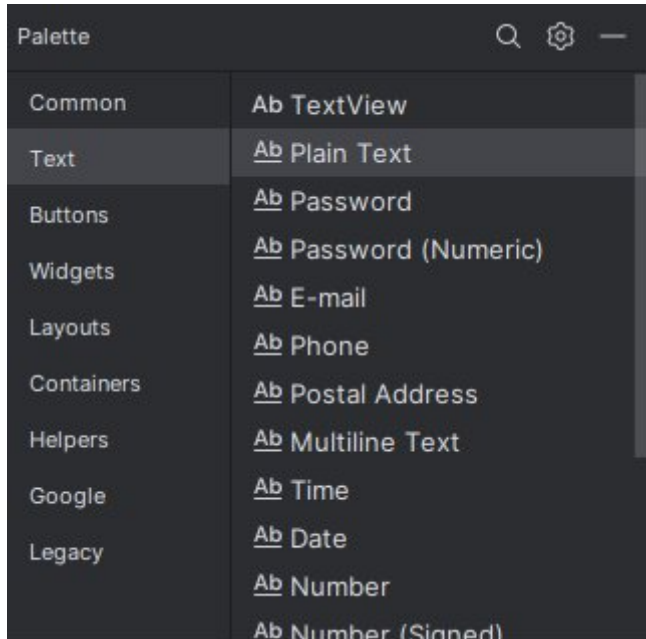 Palette
Common
Text
Buttons
Widgets
Layouts
Containers
Helpers
Google
Legacy
Ab TextView
Ab Plain Text
Ab Password
Ab Password (Numeric)
Ab E-mail
Ab Phone
Ab Postal Address
Ab Multiline Text
Ab Time
Ab Date
Ab Number
Ab Number (Signed)